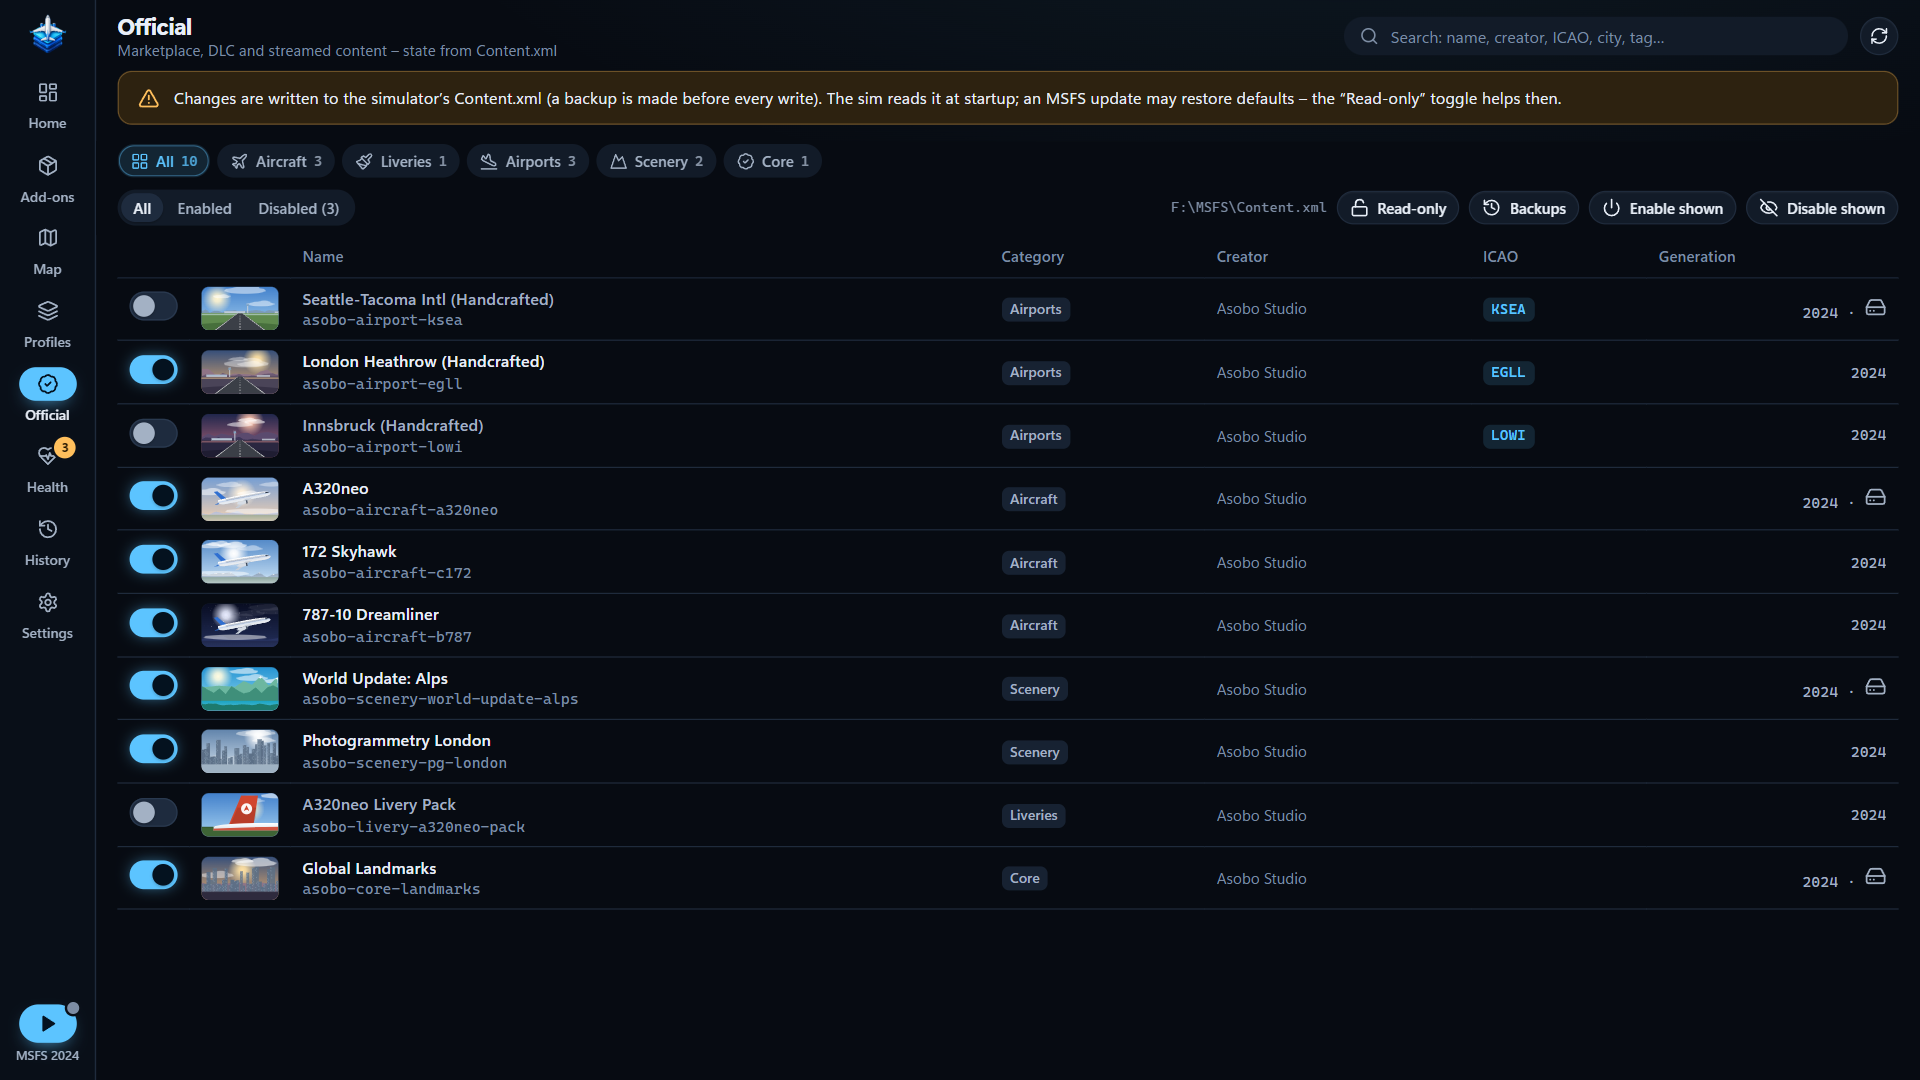 Official
Marketplace, DLC and streamed content – state from Content.xml
Search: name, creator, ICAO, city, tag...
Changes are written to the simulator’s Content.xml (a backup is made before every write). The sim reads it at startup; an MSFS update may restore defaults – the “Read-only” toggle helps then.
Home
Add-ons
Map
Profiles
Official
3
Health
History
Settings
MSFS 2024
All 10
Aircraft 3
Liveries 1
Airports 3
Scenery 2
Core 1
All
Enabled
Disabled (3)
F:\MSFS\Content.xml
Read-only
Backups
Enable shown
Disable shown
Name Category Creator ICAO Generation
Seattle-Tacoma Intl (Handcrafted)
asobo-airport-ksea
Airports Asobo Studio KSEA 2024 ·
London Heathrow (Handcrafted)
asobo-airport-egll
Airports Asobo Studio EGLL 2024
Innsbruck (Handcrafted)
asobo-airport-lowi
Airports Asobo Studio LOWI 2024
A320neo
asobo-aircraft-a320neo
Aircraft Asobo Studio 2024 ·
172 Skyhawk
asobo-aircraft-c172
Aircraft Asobo Studio 2024
787-10 Dreamliner
asobo-aircraft-b787
Aircraft Asobo Studio 2024
World Update: Alps
asobo-scenery-world-update-alps
Scenery Asobo Studio 2024 ·
Photogrammetry London
asobo-scenery-pg-london
Scenery Asobo Studio 2024
A320neo Livery Pack
asobo-livery-a320neo-pack
Liveries Asobo Studio 2024
Global Landmarks
asobo-core-landmarks
Core Asobo Studio 2024 ·